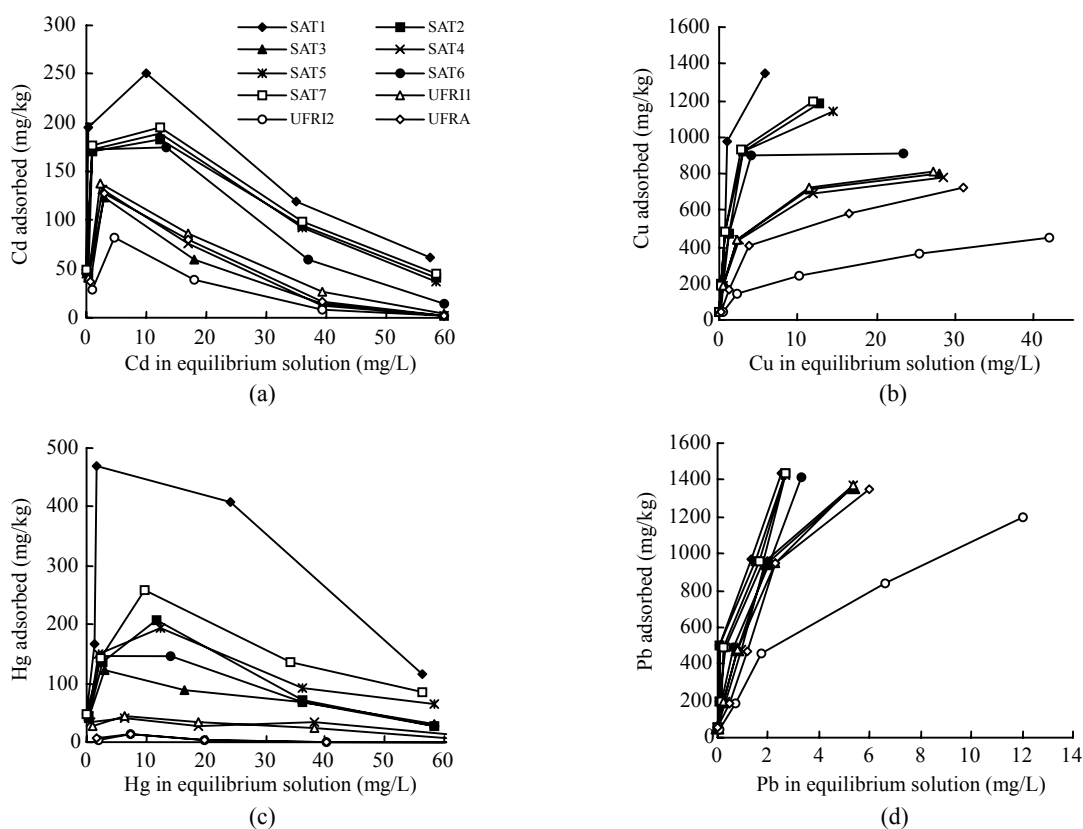 300
250
200
150
100
50
0
Cd adsorbed (mg/kg)
SAT1 SAT2
SAT3 SAT4
SAT5 SAT6
SAT7 UFRI1
UFRI2 UFRA
0 10 20 30 40 50 60
Cd in equilibrium solution (mg/L)
(a)
1600
1400
1200
1000
800
600
400
200
0
Cu adsorbed (mg/kg)
0 10 20 30 40
Cu in equilibrium solution (mg/L)
(b)
500
400
300
200
100
0
Hg adsorbed (mg/kg)
0 10 20 30 40 50 60
Hg in equilibrium solution (mg/L)
(c)
1600
1400
1200
1000
800
600
400
200
0
Pb adsorbed (mg/kg)
0 2 4 6 8 10 12 14
Pb in equilibrium solution (mg/L)
(d)